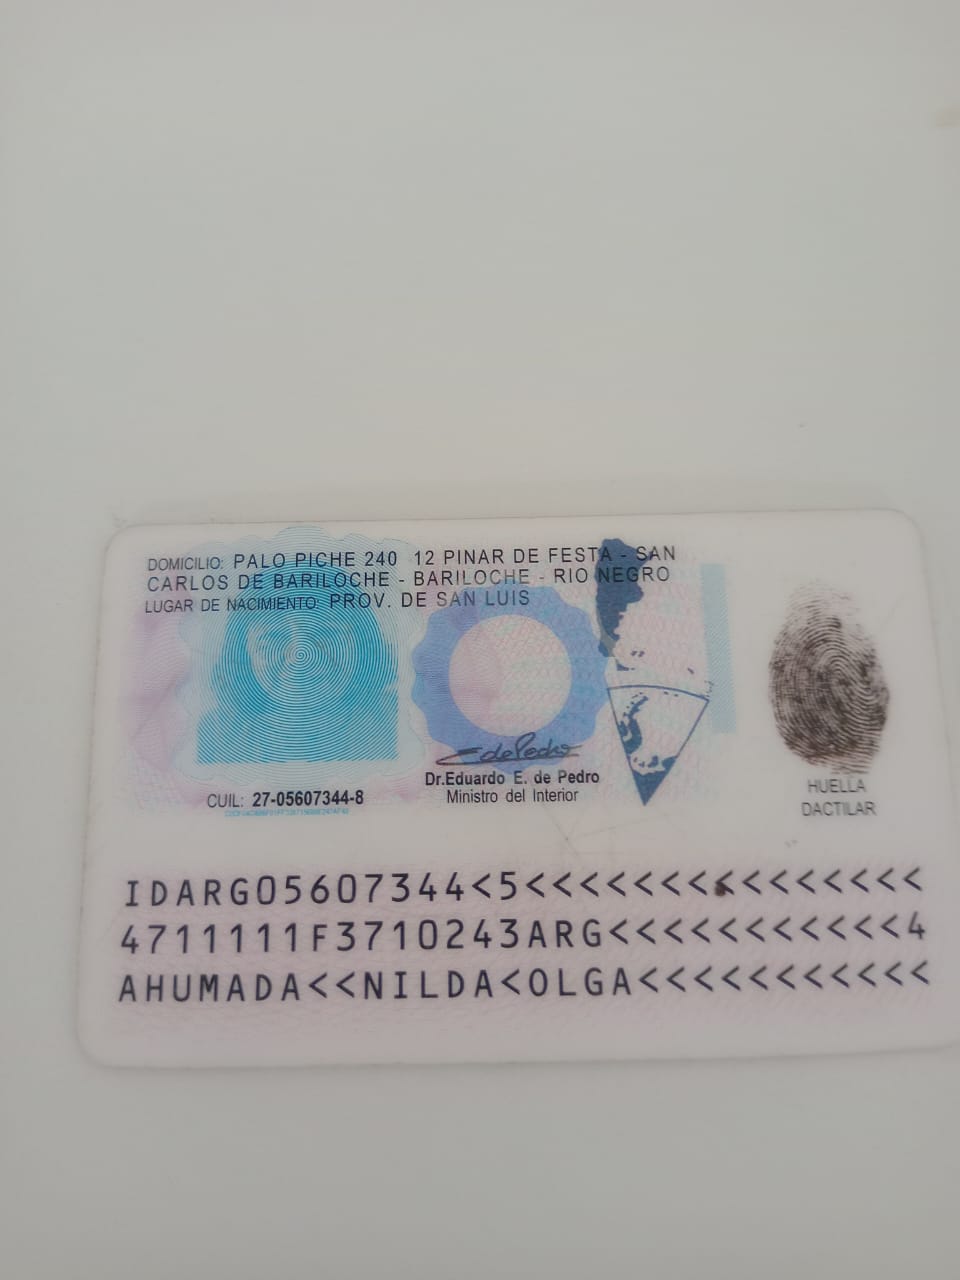 DOMICILIO: PALO PICHE 240 12 PINAR DE FESTA - SAN
CARLOS DE BARILOCHE - BARILOCHE - RIO NEGRO
LUGAR DE NACIMIENTO: PROV. DE SAN LUIS
E de Pedro
Dr.Eduardo E. de Pedro
Ministro del Interior
CUIL: 27-05607344-8
HUELLA
DACTILAR
IDARG05607344<5<<<<<<<<<<<<<<<
4711111F3710243ARG<<<<<<<<<<<4
AHUMADA<<NILDA<OLGA<<<<<<<<<<<